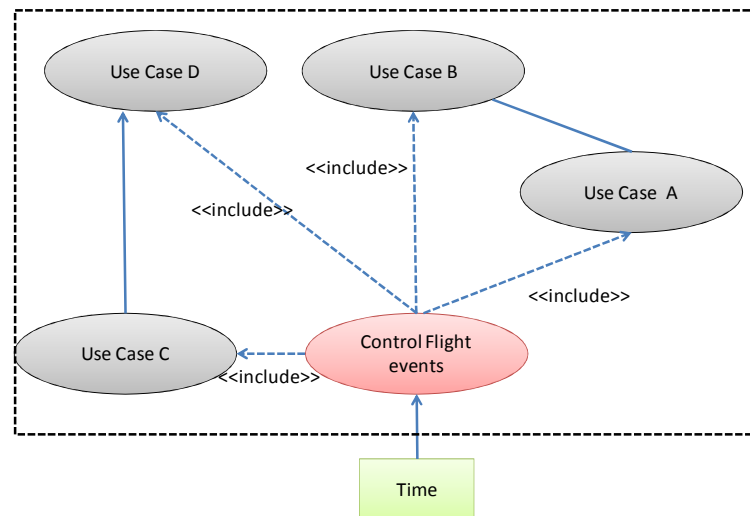 Use Case D
Use Case B
<<include>>
Use Case A
<<include>>
<<include>>
Control Flight
events
Use Case C
<<include>>
Time